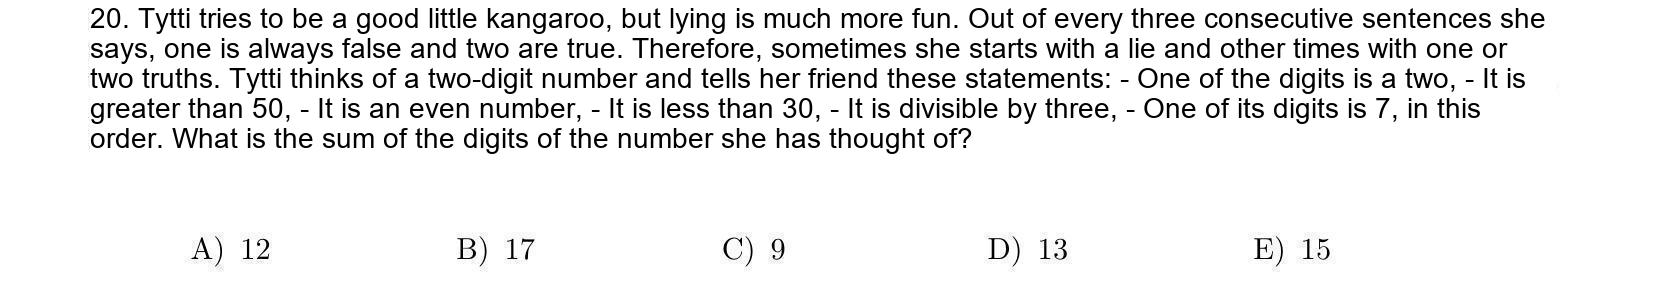 20. Tytti tries to be a good little kangaroo, but lying is much more fun. Out of every three consecutive sentences she
says, one is always false and two are true. Therefore, sometimes she starts with a lie and other times with one or
two truths. Tytti thinks of a two-digit number and tells her friend these statements: - One of the digits is a two, - It is
greater than 50, - It is an even number, - It is less than 30, - It is divisible by three, - One of its digits is 7, in this
order. What is the sum of the digits of the number she has thought of?
A) 12 B) 17 C) 9 D) 13 E) 15